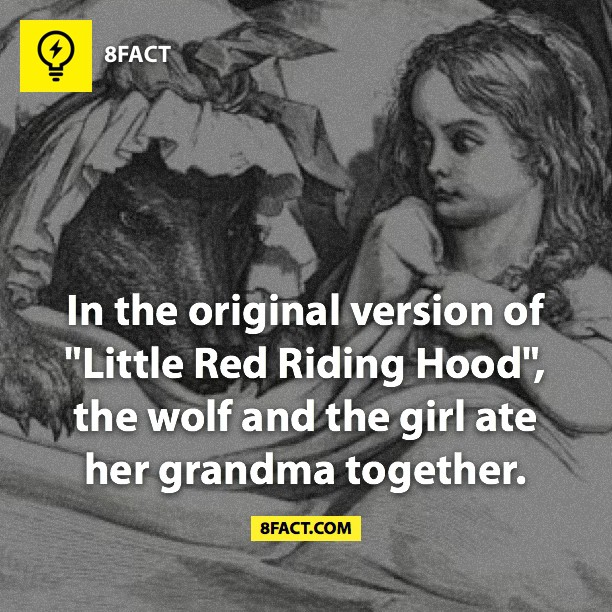 8FACT
In the original version of
"Little Red Riding Hood",
the wolf and the girl ate
her grandma together.
8FACT.COM